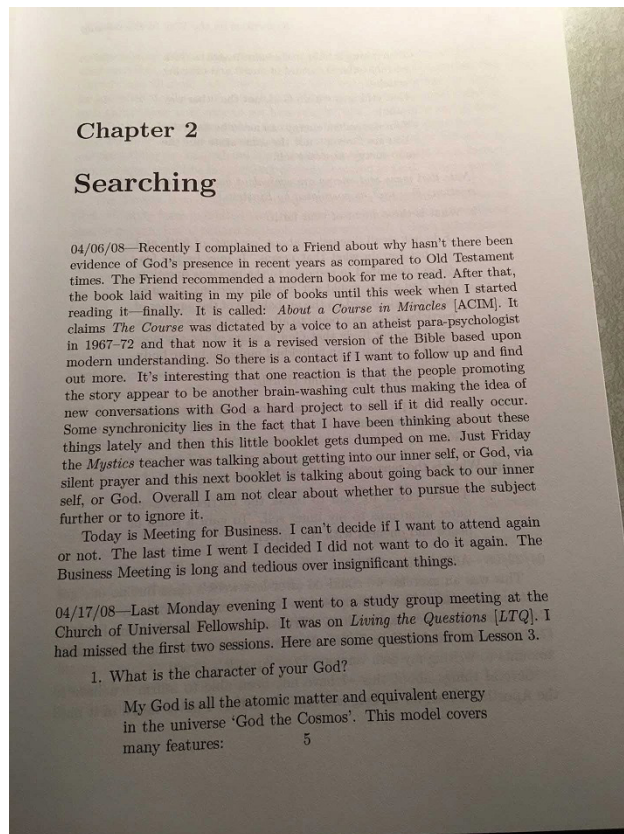 Chapter 2
Searching
04/06/08—Recently I complained to a Friend about why hasn't there been
evidence of God's presence in recent years as compared to Old Testament
times. The Friend recommended a modern book for me to read. After that,
the book laid waiting in my pile of books until this week when I started
reading it—finally. It is called: About a Course in Miracles [ACIM]. It
claims The Course was dictated by a voice to an atheist para-psychologist
in 1967–72 and that now it is a revised version of the Bible based upon
modern understanding. So there is a contact if I want to follow up and find
out more. It's interesting that one reaction is that the people promoting
the story appear to be another brain-washing cult thus making the idea of
new conversations with God a hard project to sell if it did really occur.
Some synchronicity lies in the fact that I have been thinking about these
things lately and then this little booklet gets dumped on me. Just Friday
the Mystics teacher was talking about getting into our inner self, or God, via
silent prayer and this next booklet is talking about going back to our inner
self, or God. Overall I am not clear about whether to pursue the subject
further or to ignore it.
Today is Meeting for Business. I can't decide if I want to attend again
or not. The last time I went I decided I did not want to do it again. The
Business Meeting is long and tedious over insignificant things.
04/17/08—Last Monday evening I went to a study group meeting at the
Church of Universal Fellowship. It was on Living the Questions [LTQ]. I
had missed the first two sessions. Here are some questions from Lesson 3.
1. What is the character of your God?
My God is all the atomic matter and equivalent energy
in the universe 'God the Cosmos'. This model covers
many features:
5